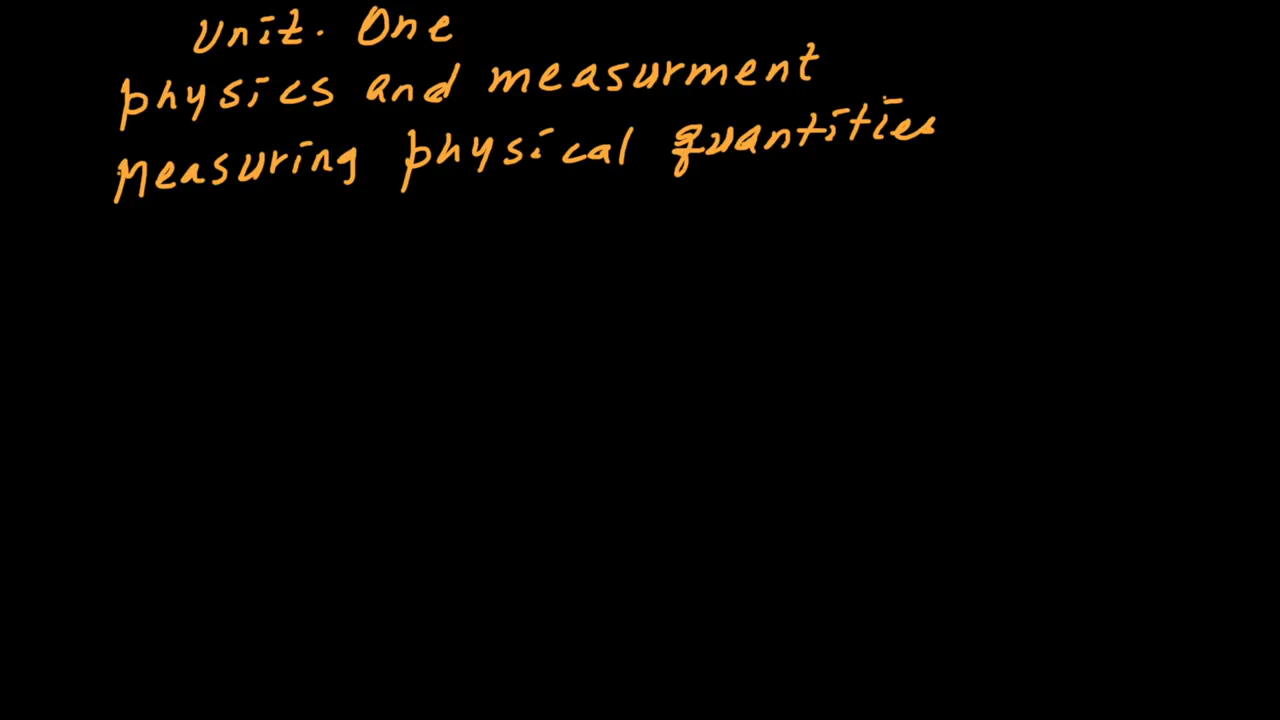 Unit. One
physics and measurment
Measuring physical quantities